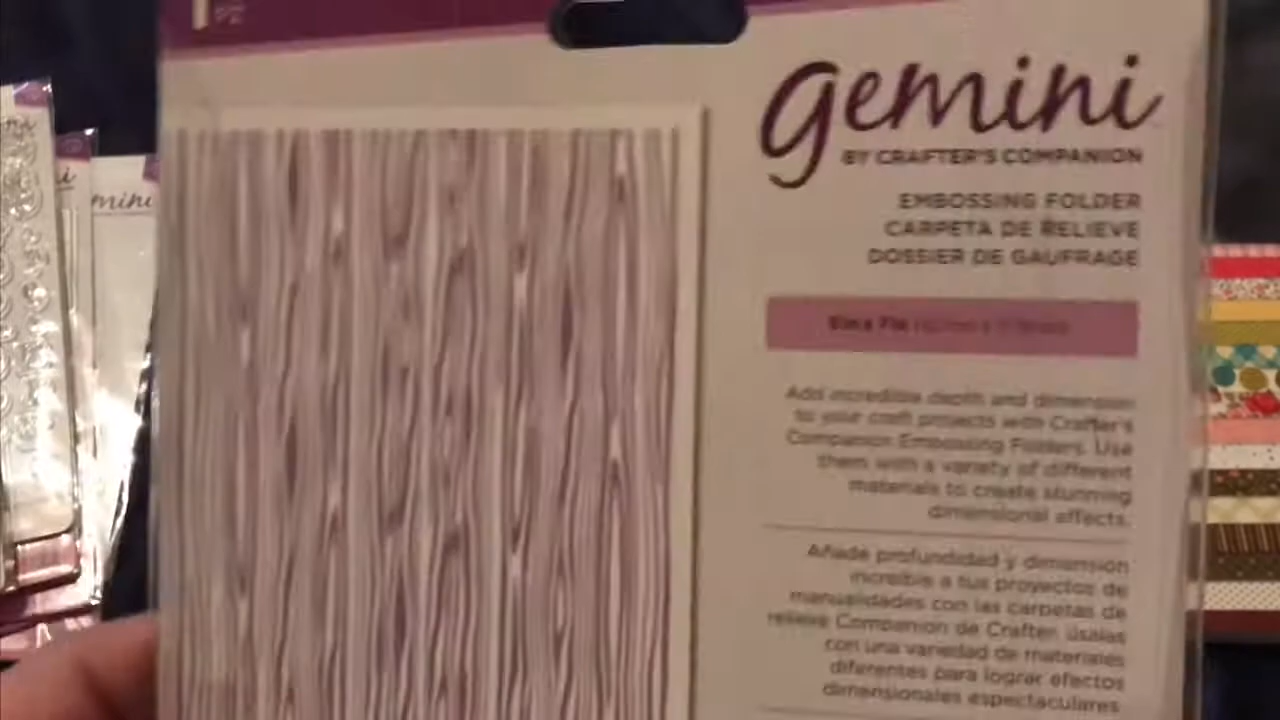 gemini
BY CRAFTER'S COMPANION
EMBOSSING FOLDER
CARPETA DE RELIEVE
DOSSIER DE GAUFRAGE
Add incredible depth and dimension
to your craft projects with Crafter's
Companion Embossing Folders. Use
them with a variety of different
materials to create stunning
dimensional effects.
Añade profundidad y dimensión
increíble a tus proyectos de
manualidades con las carpetas de
relieve Companion de Crafter. úsalas
con una variedad de materiales
diferentes para lograr efectos
dimensionales espectaculares